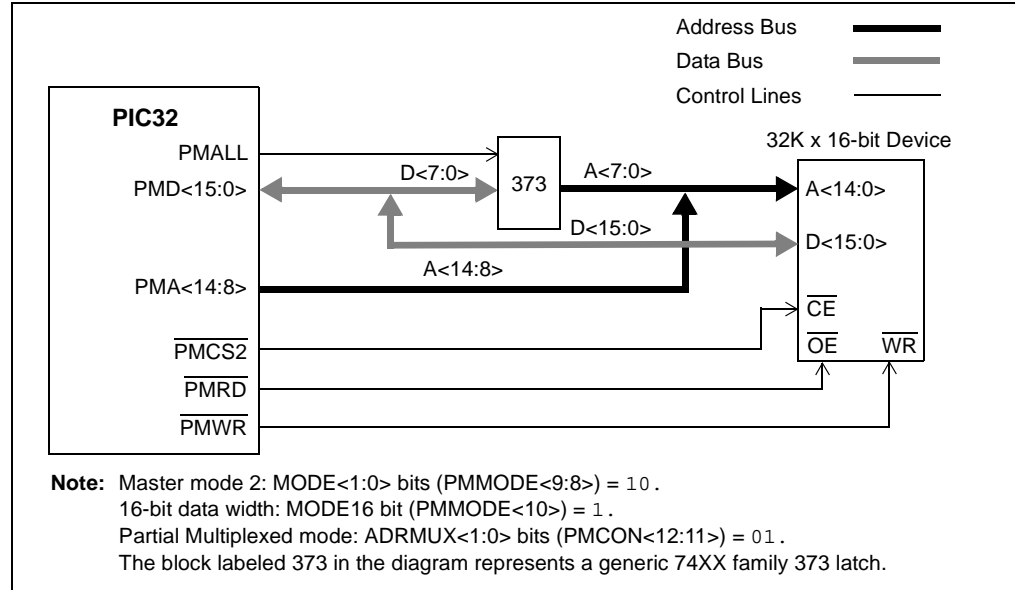 Address Bus
Data Bus
Control Lines
PIC32
32K x 16-bit Device
PMALL
D<7:0>
373
A<7:0>
PMD<15:0>
A<14:0>
D<15:0>
D<15:0>
A<14:8>
PMA<14:8>
CE
PMCS2
OE
WR
PMRD
PMWR
Note: Master mode 2: MODE<1:0> bits (PMMODE<9:8>) = 10.
16-bit data width: MODE16 bit (PMMODE<10>) = 1.
Partial Multiplexed mode: ADRMUX<1:0> bits (PMCON<12:11>) = 01.
The block labeled 373 in the diagram represents a generic 74XX family 373 latch.